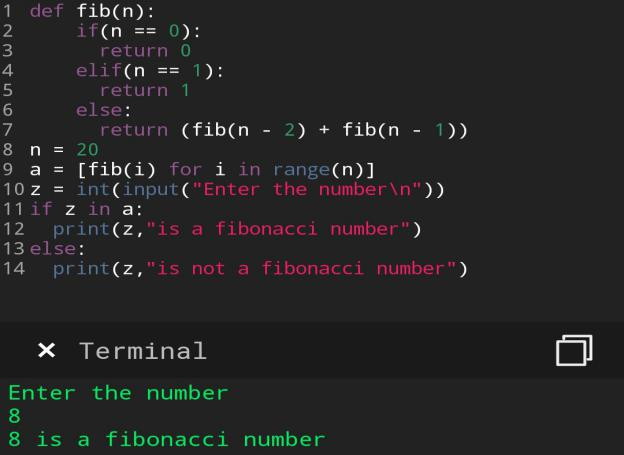 1 def fib(n):
2     if(n == 0):
3       return 0
4     elif(n == 1):
5       return 1
6     else:
7       return (fib(n - 2) + fib(n - 1))
8 n = 20
9 a = [fib(i) for i in range(n)]
10 z = int(input("Enter the number\n"))
11 if z in a:
12   print(z,"is a fibonacci number")
13 else:
14   print(z,"is not a fibonacci number")
× Terminal
Enter the number
8
8 is a fibonacci number